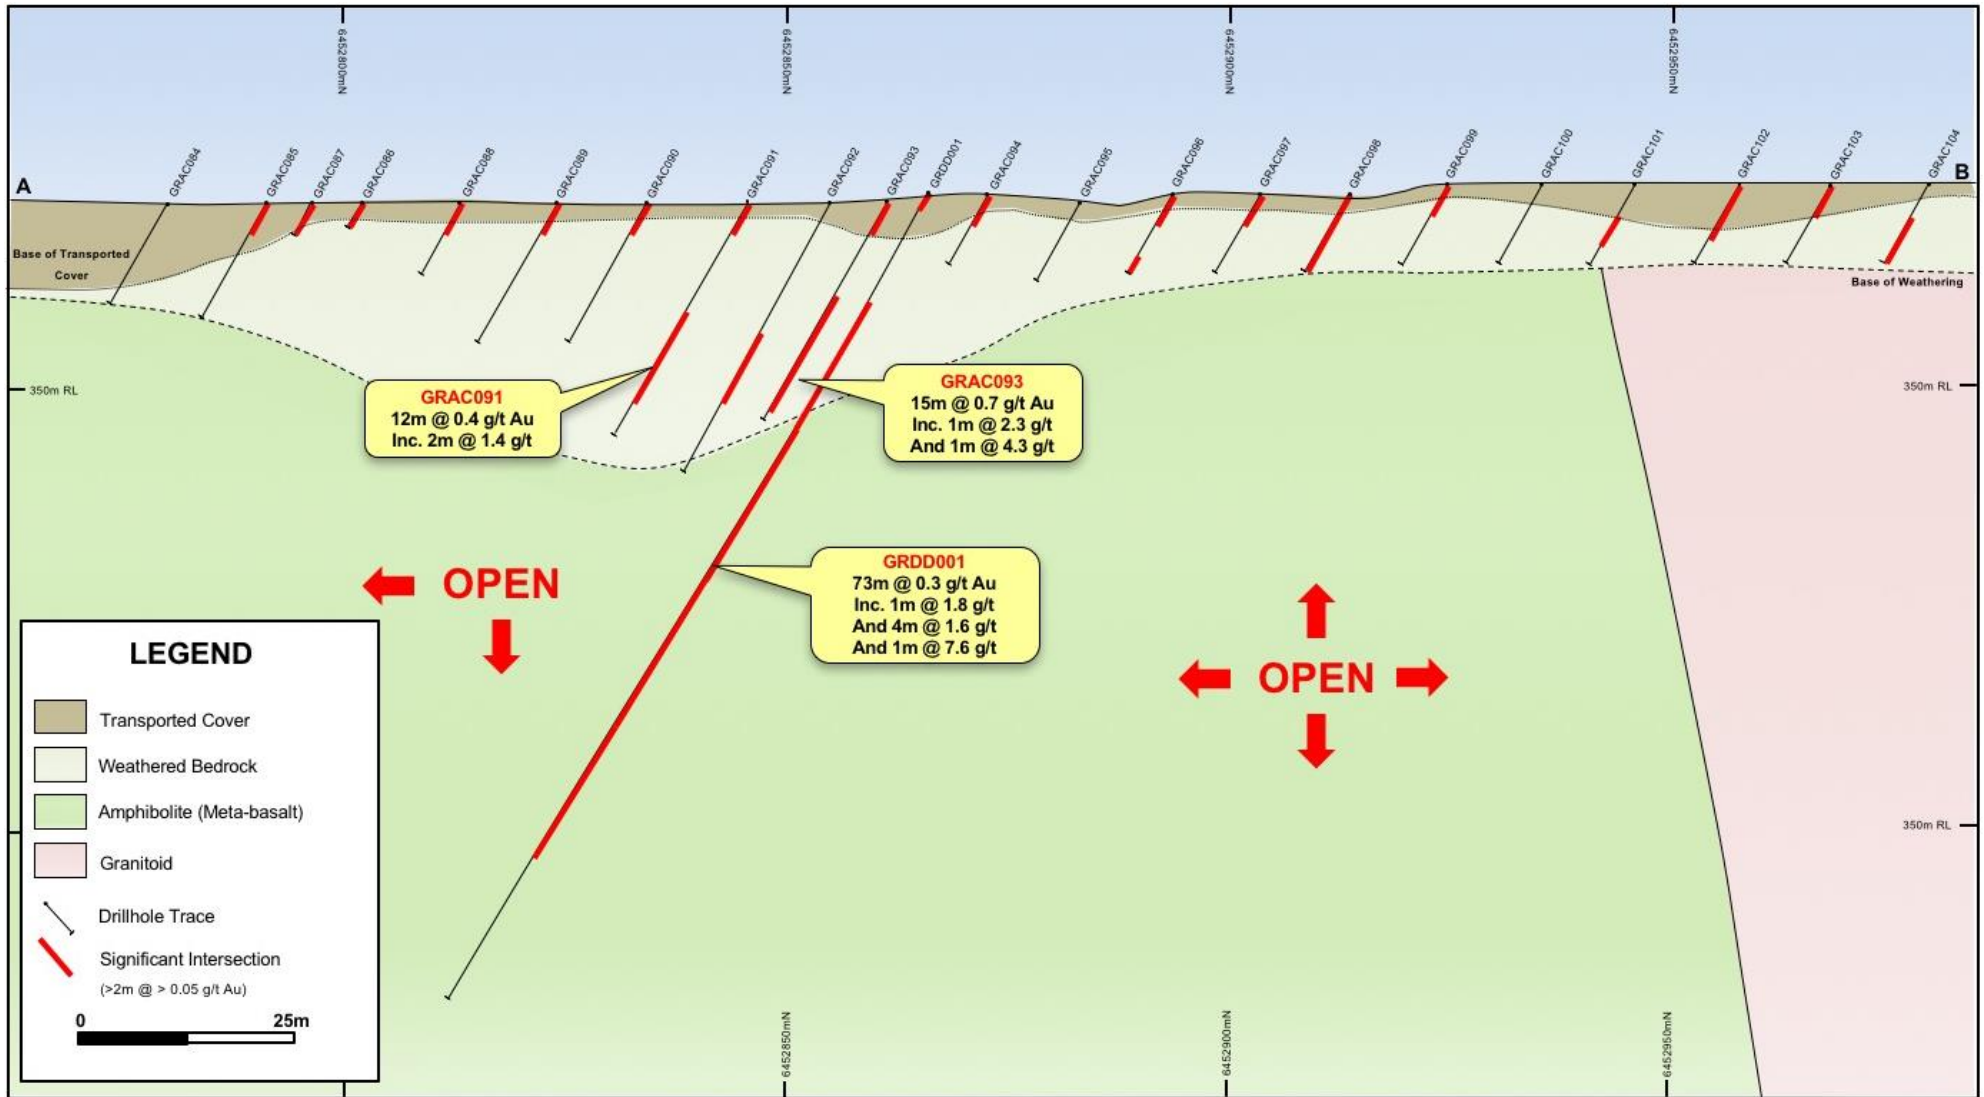 6452800mN
6452850mN
6452900mN
6452950mN
GRAC084
GRAC085
GRAC087
GRAC086
GRAC088
GRAC089
GRAC090
GRAC091
GRAC092
GRAC093
GRDD001
GRAC094
GRAC095
GRAC096
GRAC097
GRAC098
GRAC099
GRAC100
GRAC101
GRAC102
GRAC103
GRAC104
A
B
Base of Transported
Cover
Base of Weathering
350m RL
350m RL
GRAC091
12m @ 0.4 g/t Au
Inc. 2m @ 1.4 g/t
GRAC093
15m @ 0.7 g/t Au
Inc. 1m @ 2.3 g/t
And 1m @ 4.3 g/t
GRDD001
73m @ 0.3 g/t Au
Inc. 1m @ 1.8 g/t
And 4m @ 1.6 g/t
And 1m @ 7.6 g/t
OPEN
OPEN
350m RL
LEGEND
Transported Cover
Weathered Bedrock
Amphibolite (Meta-basalt)
Granitoid
Drillhole Trace
Significant Intersection
(>2m @ > 0.05 g/t Au)
0 25m
6452850mN
6452900mN
6452950mN